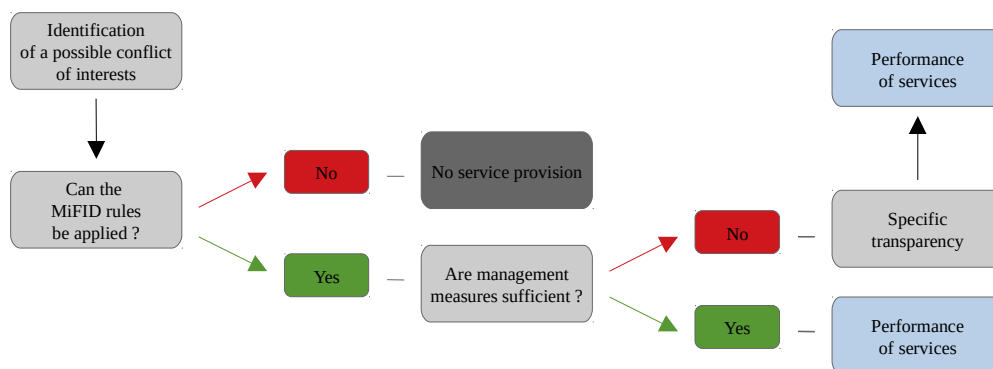 Identification
of a possible conflict
of interests
Can the
MiFID rules
be applied ?
No
No service provision
Yes
Are management
measures sufficient ?
No
Specific
transparency
Performance
of services
Yes
Performance
of services